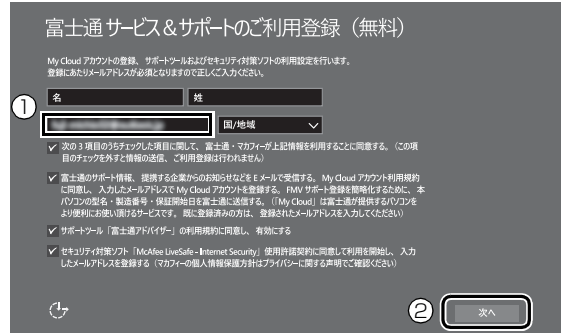 富士通サービス&サポートのご利用登録（無料）
My Cloud アカウントの登録、サポートツールおよびセキュリティ対策ソフトの利用設定を行います。
登録にあたりメールアドレスが必須となりますので正しくご入力ください。
名 姓
①
国/地域
次の3項目のうちチェックした項目に関して、富士通・マカフィーが上記情報を利用することに同意する。（この項
目のチェックを外すと情報の送信、ご利用登録は行われません）
富士通のサポート情報、提携する企業からのお知らせなどをEメールで受信する。My Cloud アカウント利用規約
に同意し、入力したメールアドレスで My Cloud アカウントを登録する。FMV サポート登録を簡略化するために、本
パソコンの型名・製造番号・保証開始日を富士通に送信する。（「My Cloud」は富士通が提供するパソコンを
より便利にお使い頂けるサービスです。既に登録済みの方は、登録されたメールアドレスを入力してください）
サポートツール「富士通アドバイザー」の利用規約に同意し、有効にする
セキュリティ対策ソフト「McAfee LiveSafe - Internet Security」使用許諾契約に同意して利用を開始し、入力
したメールアドレスを登録する（マカフィーの個人情報保護方針はプライバシーに関する声明でご確認ください）
② 次へ